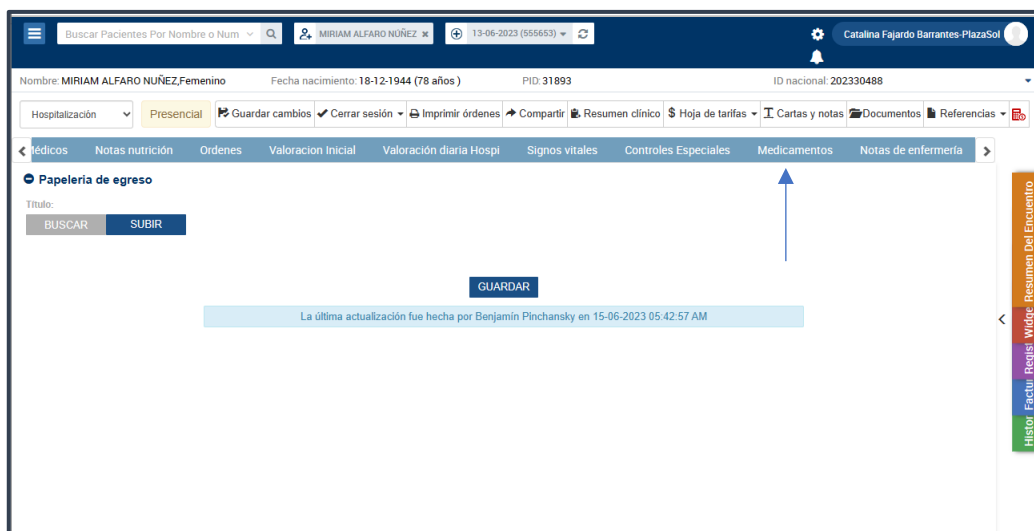 Buscar Pacientes Por Nombre o Num
MIRIAM ALFARO NÚÑEZ ×
13-06-2023 (555653)
Catalina Fajardo Barrantes-PlazaSol
Nombre: MIRIAM ALFARO NUÑEZ,Femenino
Fecha nacimiento: 18-12-1944 (78 años )
PID: 31893
ID nacional: 202330488
Hospitalización
Presencial
Guardar cambios
Cerrar sesión
Imprimir órdenes
Compartir
Resumen clínico
$ Hoja de tarifas
Cartas y notas
Documentos
Referencias
Médicos
Notas nutrición
Ordenes
Valoracion Inicial
Valoración diaria Hospi
Signos vitales
Controles Especiales
Medicamentos
Notas de enfermería
Papeleria de egreso
Título:
BUSCAR
SUBIR
GUARDAR
La última actualización fue hecha por Benjamín Pinchansky en 15-06-2023 05:42:57 AM
Resumen Del Encuentro
Widge
Regist
Factur
Histor